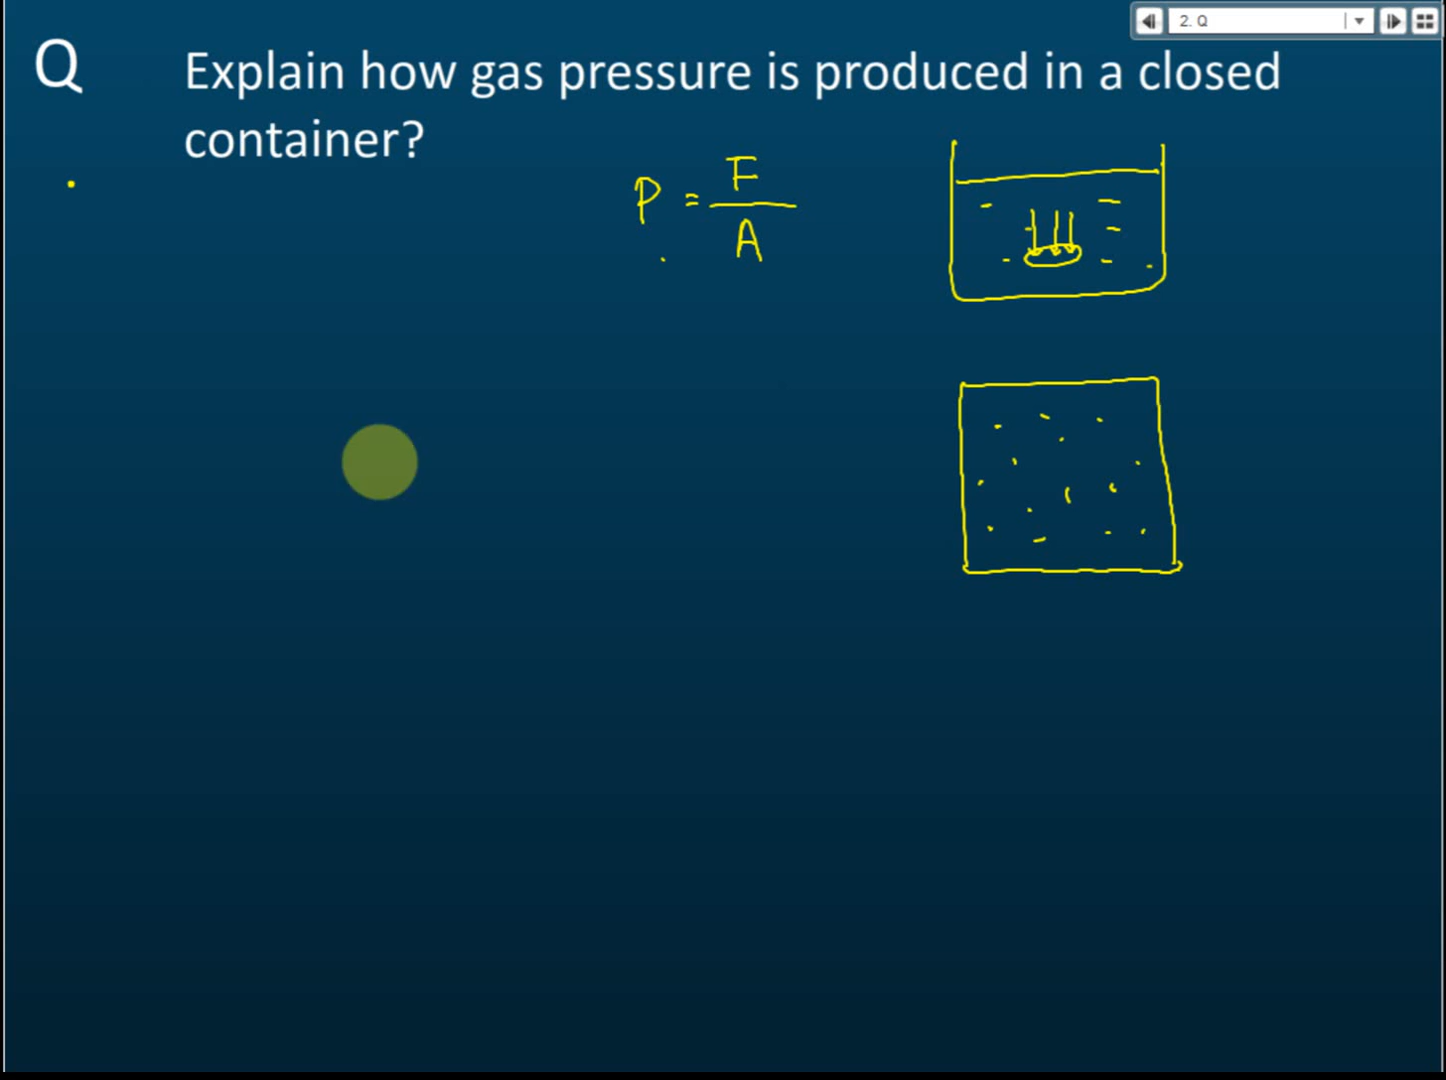 2. Q
Q
Explain how gas pressure is produced in a closed
container?
P = F
A